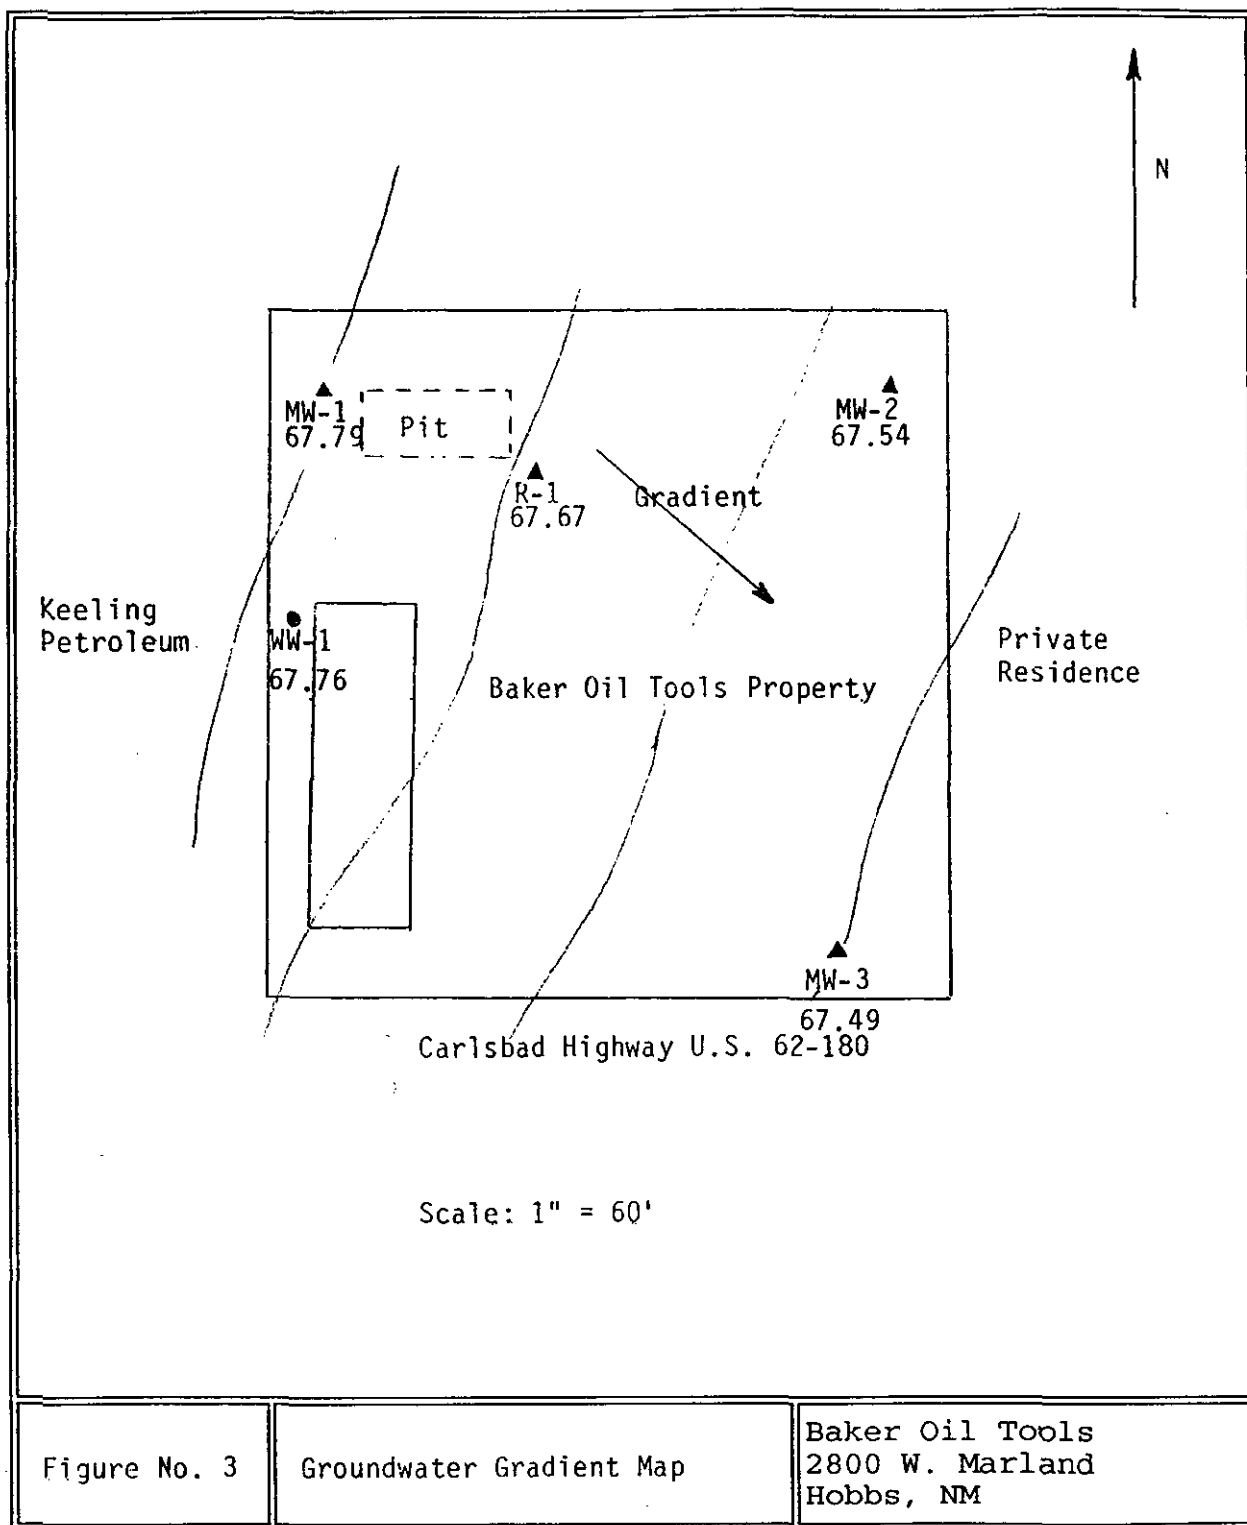 N
MW-1
67.79
Pit
MW-2
67.54
R-1
67.67
Gradient
Keeling
Petroleum
WW-1
67.76
Private
Residence
Baker Oil Tools Property
MW-3
67.49
Carlsbad Highway U.S. 62-180
Scale: 1" = 60'
Figure No. 3
Groundwater Gradient Map
Baker Oil Tools
2800 W. Marland
Hobbs, NM